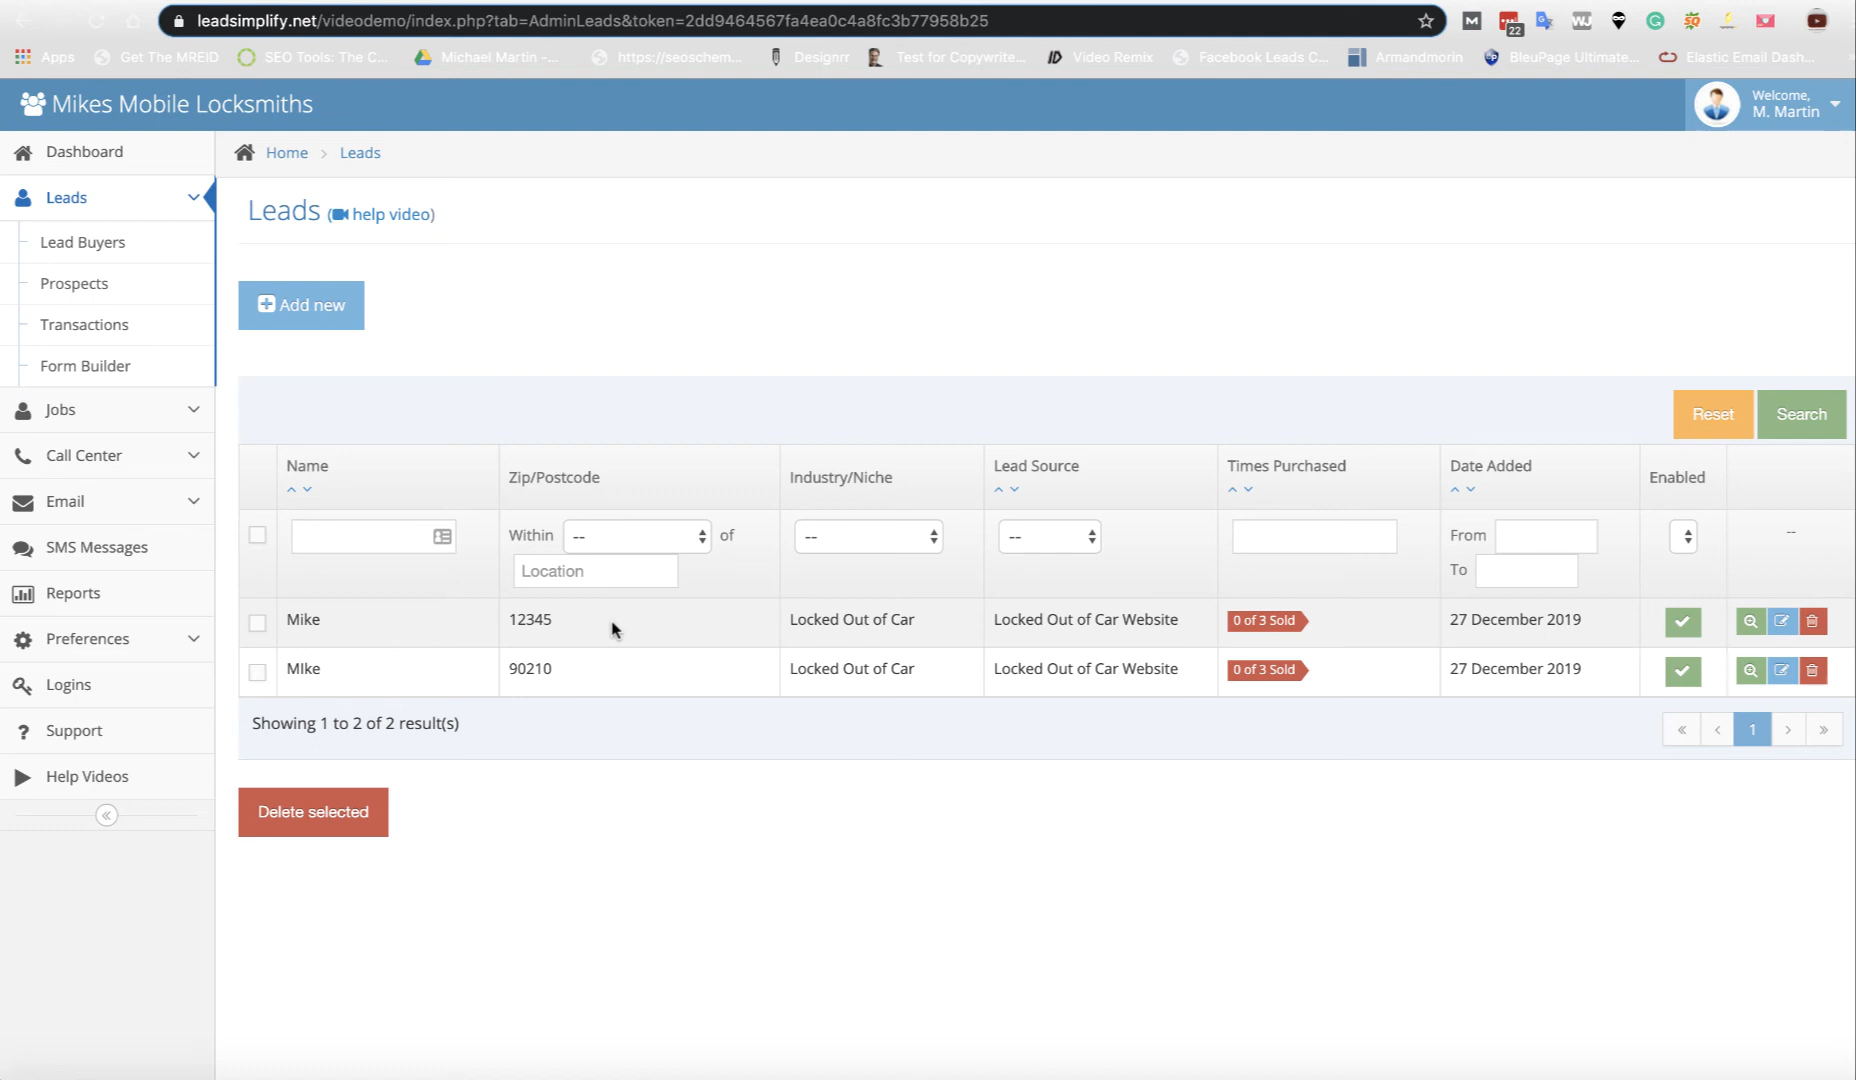 leadsimplify.net/videodemo/index.php?tab=AdminLeads&token=2dd9464567fa4ea0c4a8fc3b77958b25
M 22 WJ G SQ
Apps Get The MREID SEO Tools: The C... Michael Martin -... https://seoschem... Designrr Test for Copywrite... ID Video Remix Facebook Leads C... Armandmorin BleuPage Ultimate... Elastic Email Dash...
Mikes Mobile Locksmiths
Welcome,
M. Martin
Dashboard
Leads
Lead Buyers
Prospects
Transactions
Form Builder
Jobs
Call Center
Email
SMS Messages
Reports
Preferences
Logins
Support
Help Videos
Home > Leads
Leads (help video)
Add new
Reset Search
Name Zip/Postcode Industry/Niche Lead Source Times Purchased Date Added Enabled
Within -- of -- -- From --
Location To
Mike 12345 Locked Out of Car Locked Out of Car Website 0 of 3 Sold 27 December 2019
MIke 90210 Locked Out of Car Locked Out of Car Website 0 of 3 Sold 27 December 2019
Showing 1 to 2 of 2 result(s)
« ‹ 1 › »
Delete selected